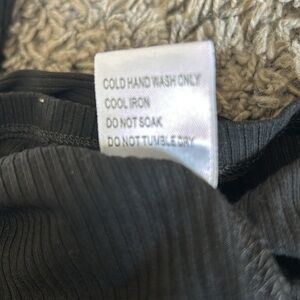 COLD HAND WASH ONLY
COOL IRON
DO NOT SOAK
DO NOT TUMBLE DRY